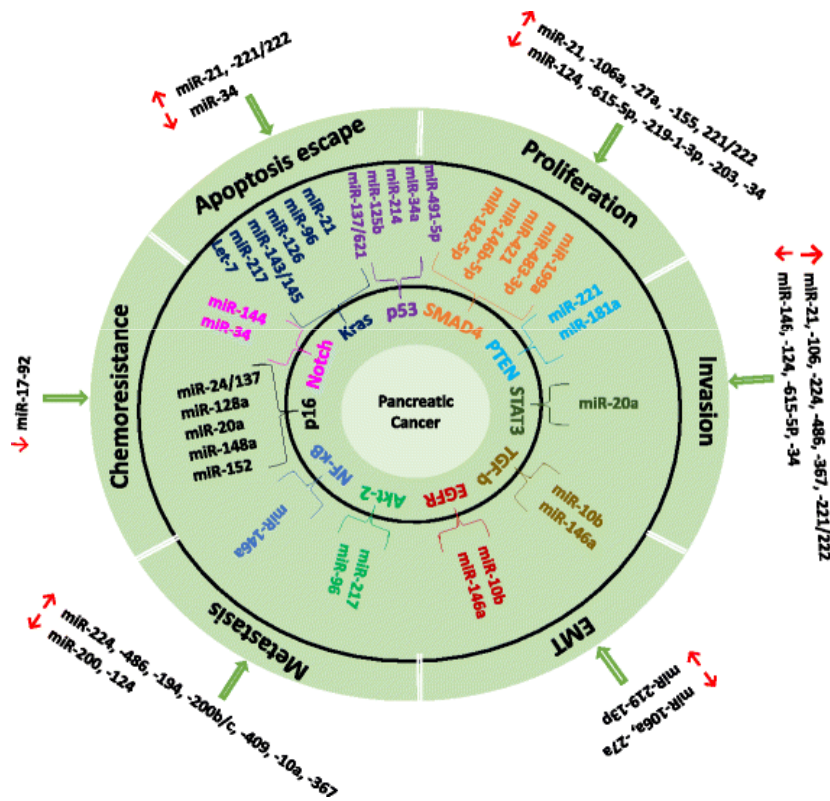 miR-21, -221/222
miR-34
miR-21, -106a, -27a, -155, 221/222
miR-124, -615-5p, -219-1-3p, -203, -34
Apoptosis escape
Proliferation
miR-21
miR-96
miR-126
miR-143/145
miR-217
Let-7
miR-491-5p
miR-34a
miR-214
miR-125b
miR-137/621
miR-199a
miR-483-3p
miR-421
miR-146b-5p
miR-182-5p
miR-221
miR-181a
miR-144
miR-34
Notch
Kras
p53
SMAD4
PTEN
STAT3
TGF-b
EGFR
Akt-2
NF-kB
p16
Pancreatic
Cancer
miR-20a
miR-24/137
miR-128a
miR-20a
miR-148a
miR-152
Chemoresistance
miR-17-92
Invasion
miR-21, -106, -224, -486, -367, -221/222
miR-146, -124, -615-5P, -34
miR-146a
miR-217
miR-96
miR-10b
miR-146a
miR-10b
miR-146a
Metastasis
EMT
miR-224, -486, -194, -200b/c, -409, -10a, -367
miR-200, -124
miR-106a, -27a
miR-219-13p